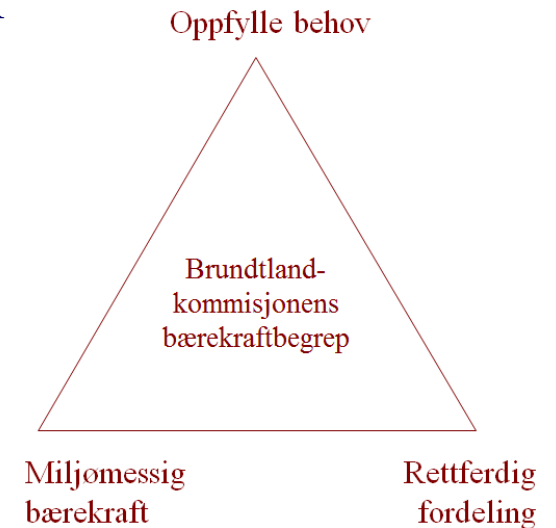 Oppfylle behov
Brundtland-
kommisjonens
bærekraftbegrep
Miljømessig
bærekraft
Rettferdig
fordeling